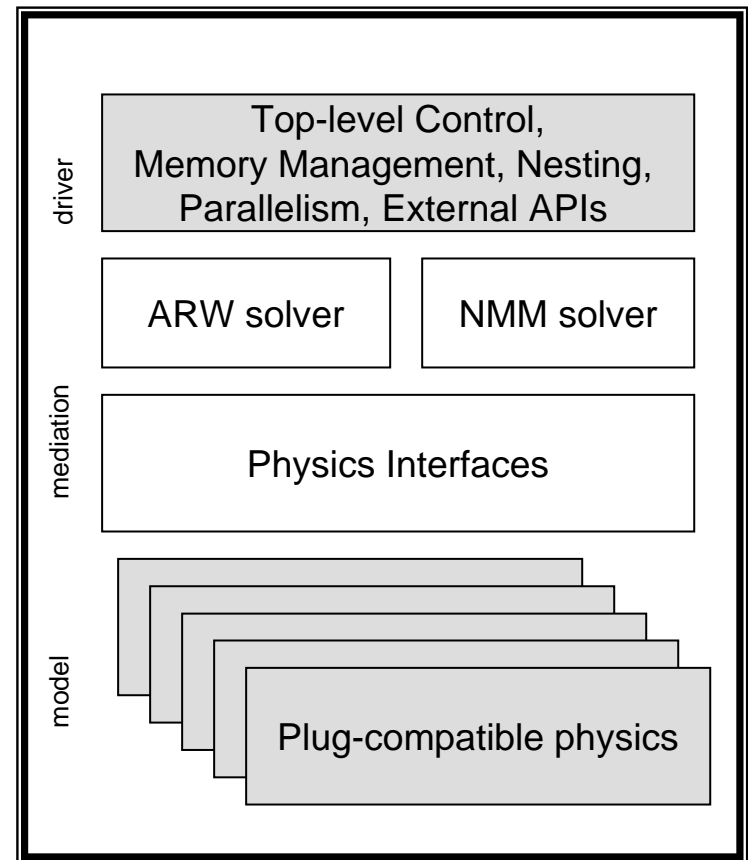 driver
Top-level Control,
Memory Management, Nesting,
Parallelism, External APIs
ARW solver
NMM solver
mediation
Physics Interfaces
model
Plug-compatible physics